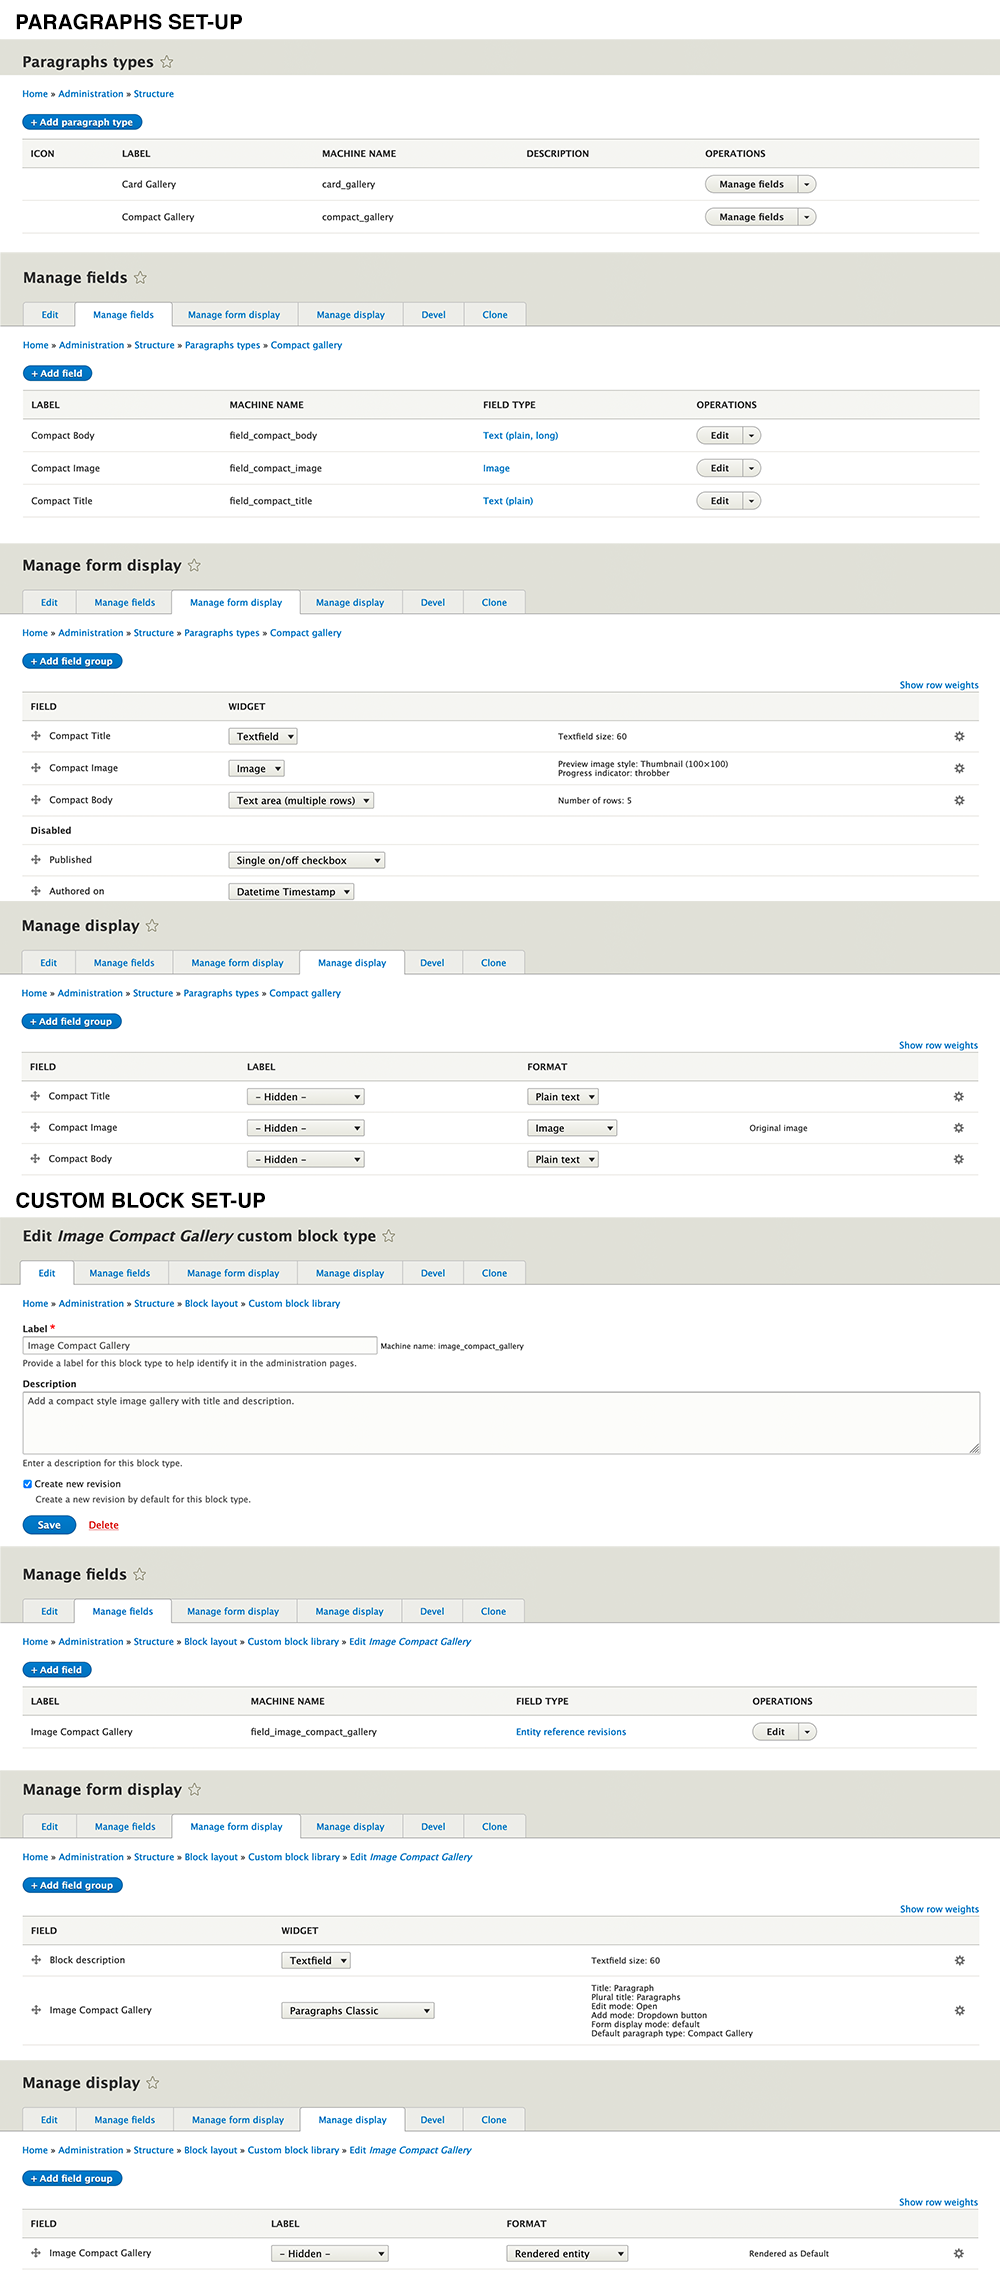 PARAGRAPHS SET-UP
Paragraphs types
Home » Administration » Structure
+ Add paragraph type
ICON LABEL MACHINE NAME DESCRIPTION OPERATIONS
Card Gallery card_gallery Manage fields
Compact Gallery compact_gallery Manage fields
Manage fields
Edit Manage fields Manage form display Manage display Devel Clone
Home » Administration » Structure » Paragraphs types » Compact gallery
+ Add field
LABEL MACHINE NAME FIELD TYPE OPERATIONS
Compact Body field_compact_body Text (plain, long) Edit
Compact Image field_compact_image Image Edit
Compact Title field_compact_title Text (plain) Edit
Manage form display
Edit Manage fields Manage form display Manage display Devel Clone
Home » Administration » Structure » Paragraphs types » Compact gallery
+ Add field group
Show row weights
FIELD WIDGET
Compact Title Textfield Textfield size: 60
Compact Image Image Preview image style: Thumbnail (100×100)
Progress indicator: throbber
Compact Body Text area (multiple rows) Number of rows: 5
Disabled
Published Single on/off checkbox
Authored on Datetime Timestamp
Manage display
Edit Manage fields Manage form display Manage display Devel Clone
Home » Administration » Structure » Paragraphs types » Compact gallery
+ Add field group
Show row weights
FIELD LABEL FORMAT
Compact Title - Hidden - Plain text
Compact Image - Hidden - Image Original image
Compact Body - Hidden - Plain text
CUSTOM BLOCK SET-UP
Edit Image Compact Gallery custom block type
Edit Manage fields Manage form display Manage display Devel Clone
Home » Administration » Structure » Block layout » Custom block library
Label *
Image Compact Gallery Machine name: image_compact_gallery
Provide a label for this block type to help identify it in the administration pages.
Description
Add a compact style image gallery with title and description.
Enter a description for this block type.
Create new revision
Create a new revision by default for this block type.
Save Delete
Manage fields
Edit Manage fields Manage form display Manage display Devel Clone
Home » Administration » Structure » Block layout » Custom block library » Edit Image Compact Gallery
+ Add field
LABEL MACHINE NAME FIELD TYPE OPERATIONS
Image Compact Gallery field_image_compact_gallery Entity reference revisions Edit
Manage form display
Edit Manage fields Manage form display Manage display Devel Clone
Home » Administration » Structure » Block layout » Custom block library » Edit Image Compact Gallery
+ Add field group
Show row weights
FIELD WIDGET
Block description Textfield Textfield size: 60
Title: Paragraph
Plural title: Paragraphs
Edit mode: Open
Image Compact Gallery Paragraphs Classic Add mode: Dropdown button
Form display mode: default
Default paragraph type: Compact Gallery
Manage display
Edit Manage fields Manage form display Manage display Devel Clone
Home » Administration » Structure » Block layout » Custom block library » Edit Image Compact Gallery
+ Add field group
Show row weights
FIELD LABEL FORMAT
Image Compact Gallery - Hidden - Rendered entity Rendered as Default